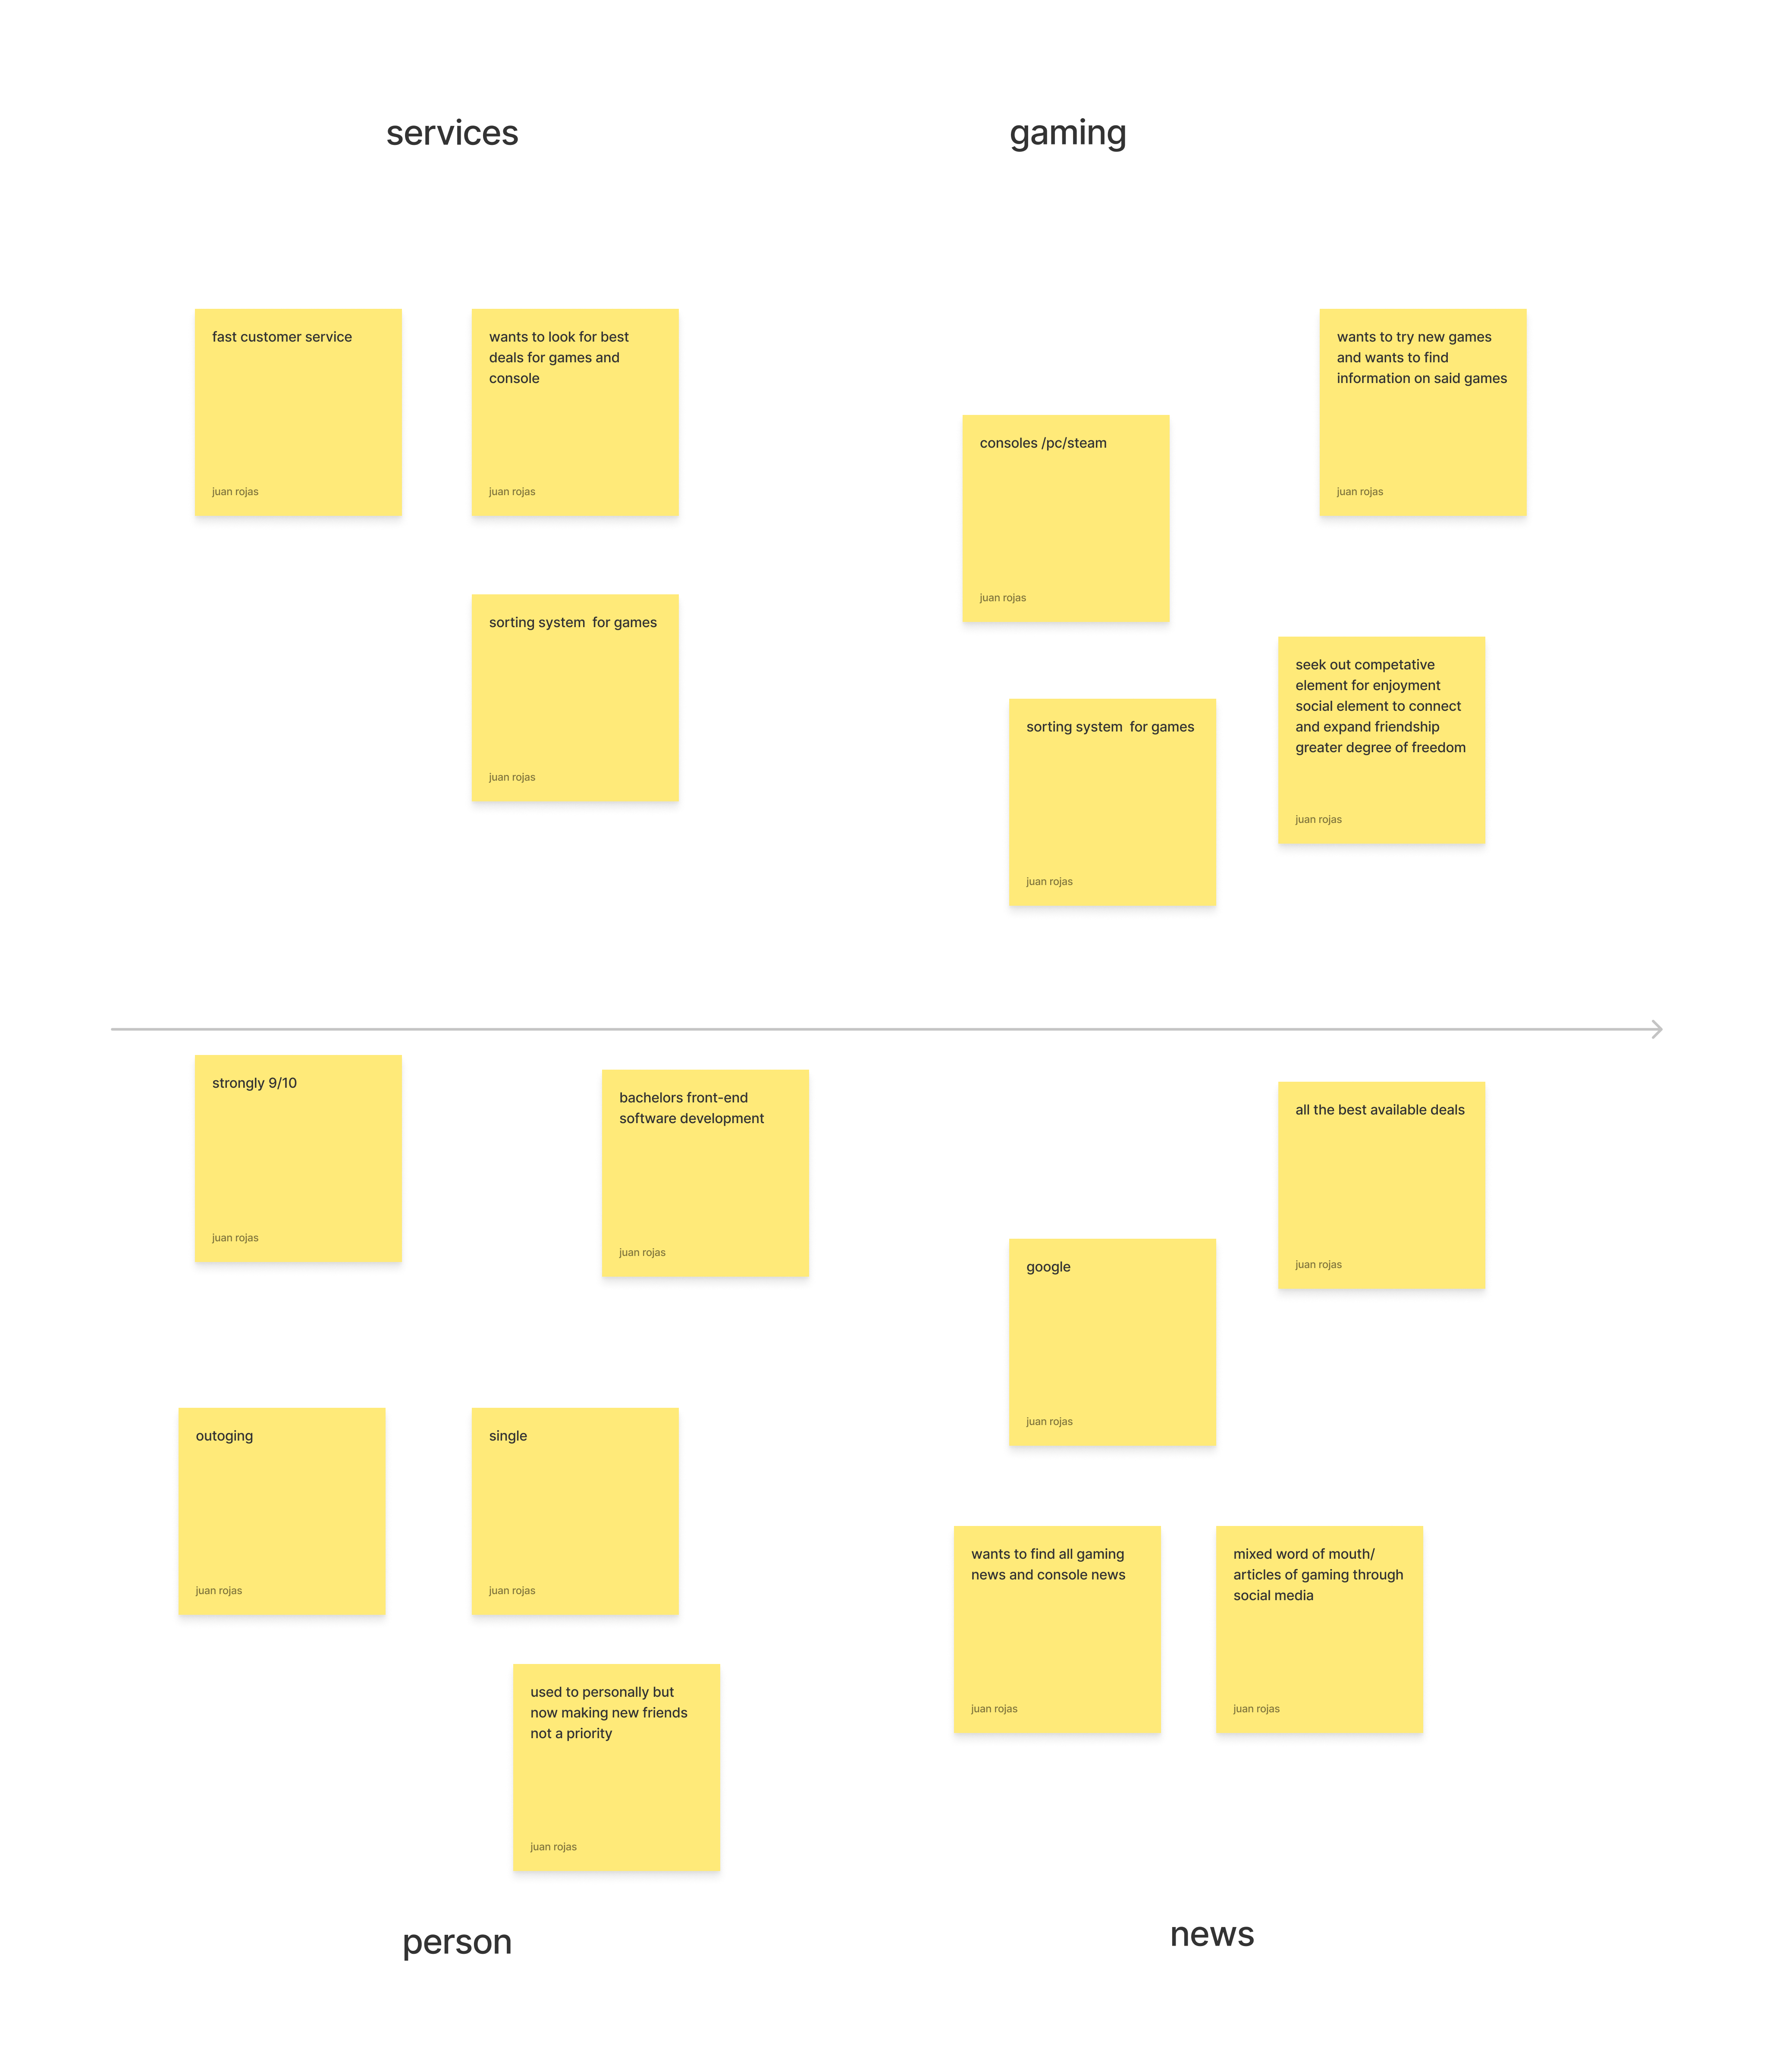 services
gaming
fast customer service
juan rojas
wants to look for best
deals for games and
console
juan rojas
sorting system  for games
juan rojas
consoles /pc/steam
juan rojas
wants to try new games
and wants to find
information on said games
juan rojas
sorting system  for games
juan rojas
seek out competative
element for enjoyment
social element to connect
and expand friendship
greater degree of freedom
juan rojas
strongly 9/10
juan rojas
bachelors front-end
software development
juan rojas
outoging
juan rojas
single
juan rojas
used to personally but
now making new friends
not a priority
juan rojas
person
all the best available deals
juan rojas
google
juan rojas
wants to find all gaming
news and console news
juan rojas
mixed word of mouth/
articles of gaming through
social media
juan rojas
news